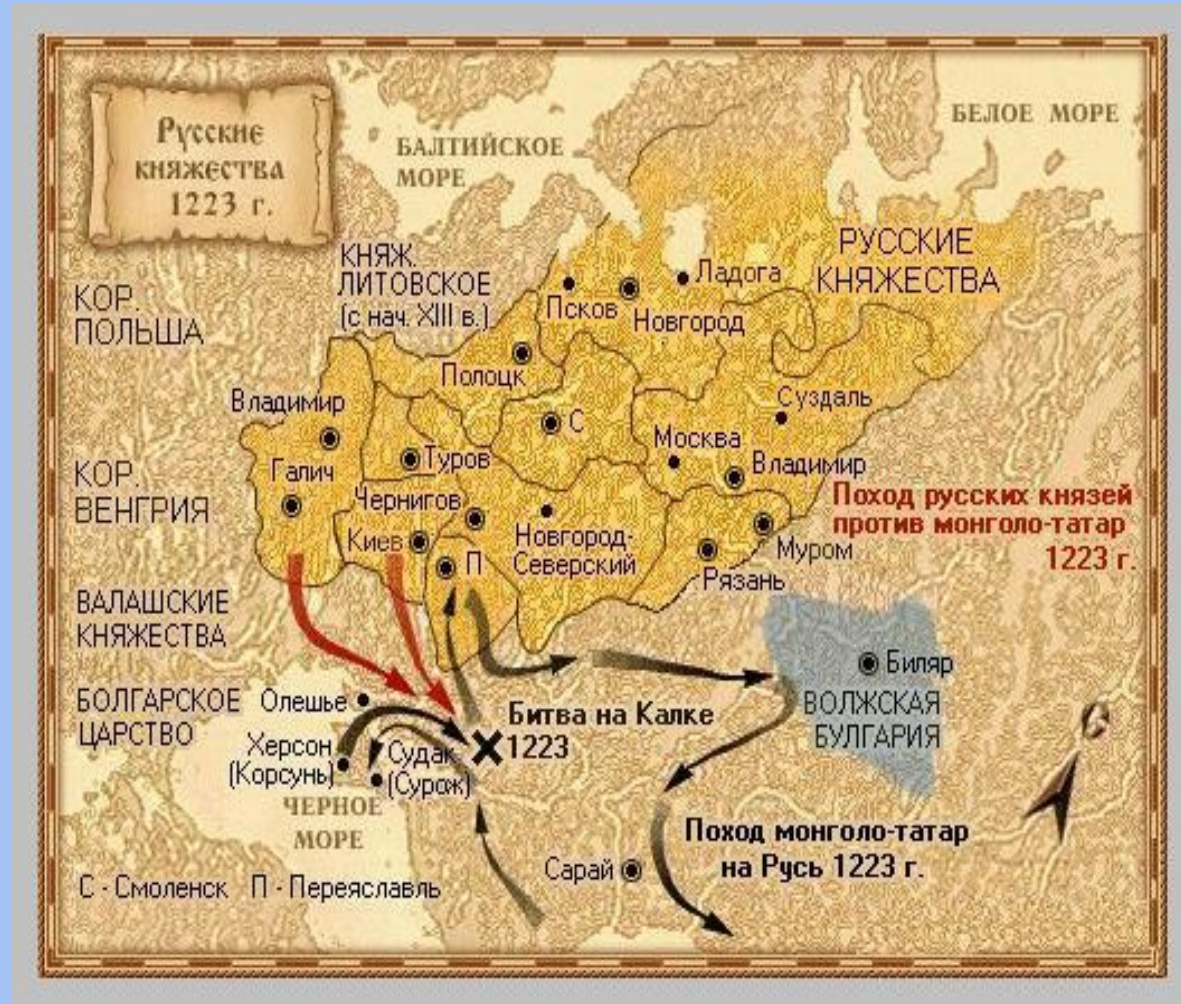 Русские
княжества
1223 г.
БАЛТИЙСКОЕ
МОРЕ
БЕЛОЕ МОРЕ
КНЯЖ.
ЛИТОВСКОЕ
(с нач. XIII в.)
РУССКИЕ
КНЯЖЕСТВА
КОР.
ПОЛЬША
Ладога
Псков
Новгород
Полоцк
Владимир
Суздаль
С
Москва
Туров
Владимир
Галич
КОР.
ВЕНГРИЯ
Чернигов
Поход русских князей
против монголо-татар
1223 г.
Киев
Новгород-
Северский
П
Муром
Рязань
ВАЛАШСКИЕ
КНЯЖЕСТВА
Биляр
ВОЛЖСКАЯ
БУЛГАРИЯ
БОЛГАРСКОЕ
ЦАРСТВО
Олешье
Битва на Калке
1223
Херсон
(Корсунь)
Судак
(Сурож)
С
ЧЕРНОЕ
МОРЕ
Поход монголо-татар
на Русь 1223 г.
Сарай
С - Смоленск П - Переяславль